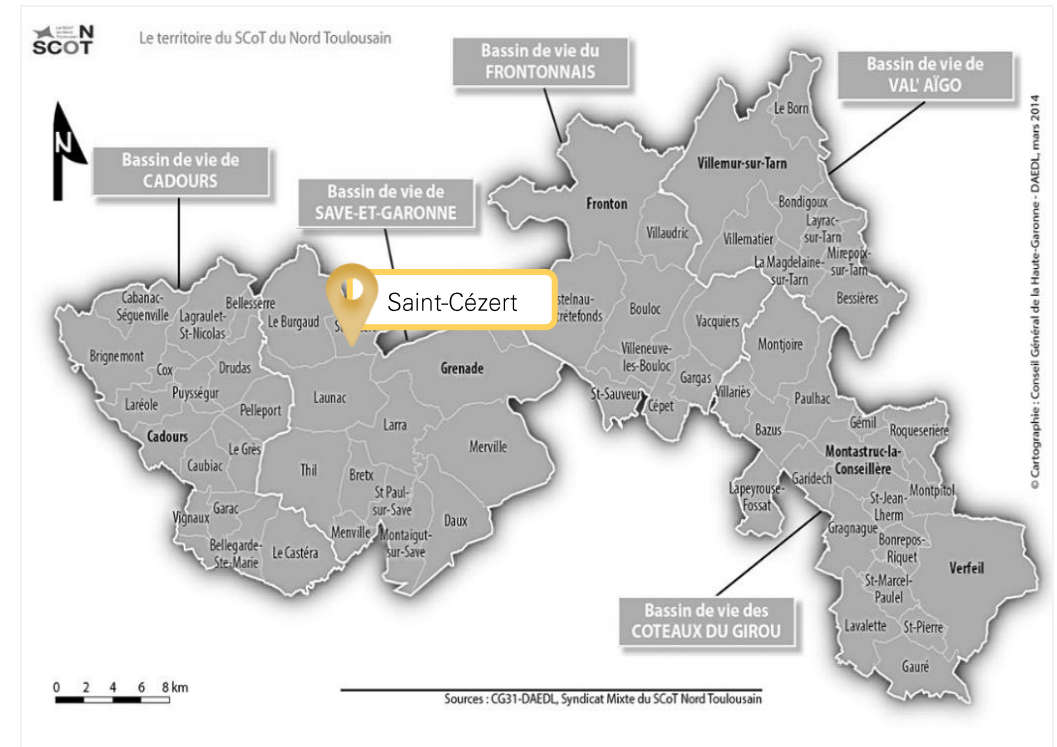 N
SCOT
Le territoire du SCoT du Nord Toulousain
Bassin de vie du
FRONTONNAIS
Bassin de vie de
VAL' AÏGO
N
Bassin de vie de
CADOURS
Bassin de vie de
SAVE-ET-GARONNE
Le Born
Villemur-sur-Tarn
Fronton
Bondigoux
Layrac-
sur-Tarn
Villaudric
Villematier
La Magdelaine-
sur-Tarn
Mirepoix-
sur-Tarn
Bessières
Saint-Cézert
Cabanac-
Séguenville
Bellesserre
Lagraulet-
St-Nicolas
Le Burgaud
Bouloc
Vacquiers
Brignemont
Cox
Drudas
Grenade
Villeneuve-
les-Bouloc
Montjoire
Puysségur
Laréole
Pelleport
Launac
Gargas
St-Sauveur
Cépet
Villariès
Paulhac
Larra
Cadours
Le Grès
Caubiac
Merville
Bazus
Gémil
Roqueserière
Montastruc-la-
Conseillère
Thil
Bretx
St Paul-
sur-Save
Lapeyrouse-
Fossat
Garidech
Montpitol
St-Jean-
Lherm
Vignaux
Garac
Daux
Gragnague
Menville
Montaigut-
sur-Save
Bellegarde-
Ste-Marie
Le Castéra
Bonrepos-
Riquet
Verfeil
St-Marcel-
Paulel
Bassin de vie des
COTEAUX DU GIROU
Lavalette
St-Pierre
Gauré
0 2 4 6 8 km
Sources : CG31-DAEDL, Syndicat Mixte du SCoT Nord Toulousain
© Cartographie : Conseil Général de la Haute-Garonne - DAEDL, mars 2014